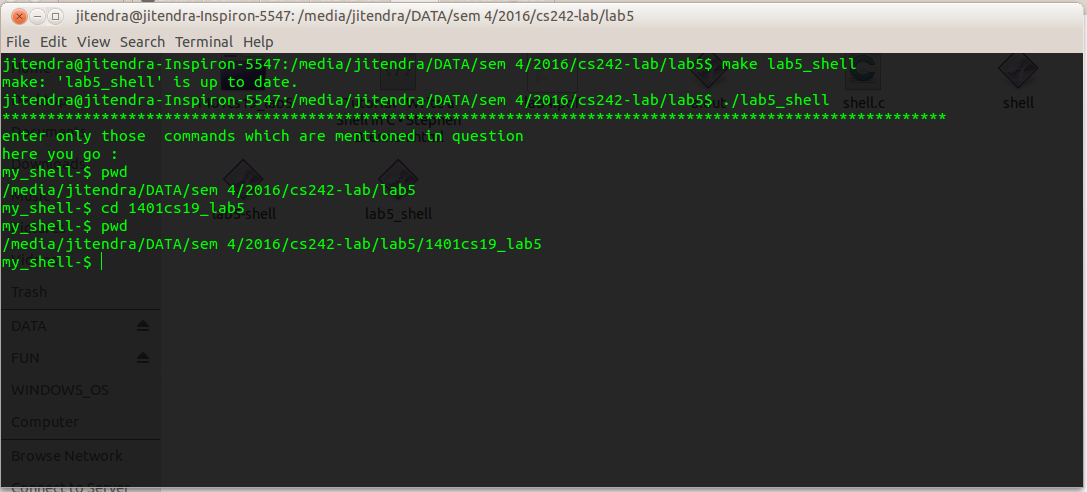 jitendra@jitendra-Inspiron-5547: /media/jitendra/DATA/sem 4/2016/cs242-lab/lab5
File Edit View Search Terminal Help
jitendra@jitendra-Inspiron-5547:/media/jitendra/DATA/sem 4/2016/cs242-lab/lab5$ make lab5_shell
make: 'lab5_shell' is up to date.
jitendra@jitendra-Inspiron-5547:/media/jitendra/DATA/sem 4/2016/cs242-lab/lab5$ ./lab5_shell
*********************************************************************************************************
enter only those  commands which are mentioned in question
here you go :
my_shell-$ pwd
/media/jitendra/DATA/sem 4/2016/cs242-lab/lab5
my_shell-$ cd 1401cs19_lab5
my_shell-$ pwd
/media/jitendra/DATA/sem 4/2016/cs242-lab/lab5/1401cs19_lab5
my_shell-$
shell.c
shell
lab5_shell
Trash
DATA
FUN
WINDOWS_OS
Computer
Browse Network
Connect to Server